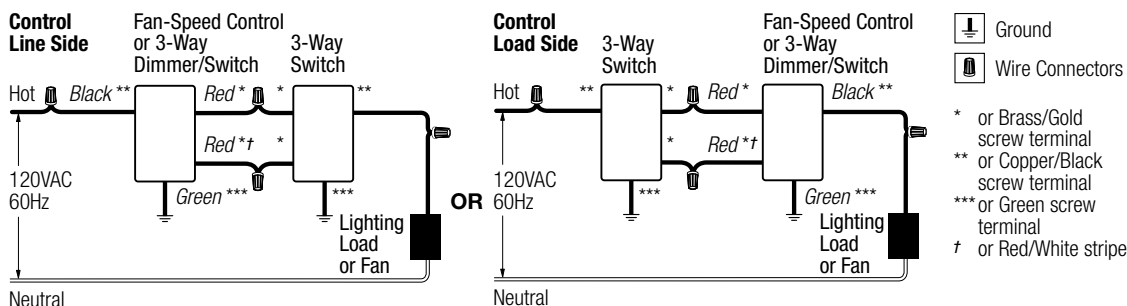 Control
Line Side
Fan-Speed Control
or 3-Way
Dimmer/Switch
3-Way
Switch
Hot
Black **
Red *
*
**
Red *†
*
Green ***
***
120VAC
60Hz
Lighting
Load
or Fan
Neutral
OR
Control
Load Side
3-Way
Switch
Fan-Speed Control
or 3-Way
Dimmer/Switch
Hot
**
*
Red *
Black **
*
Red *†
***
Green ***
120VAC
60Hz
Lighting
Load
or Fan
Neutral
Ground
Wire Connectors
* or Brass/Gold
screw terminal
** or Copper/Black
screw terminal
*** or Green screw
terminal
† or Red/White stripe